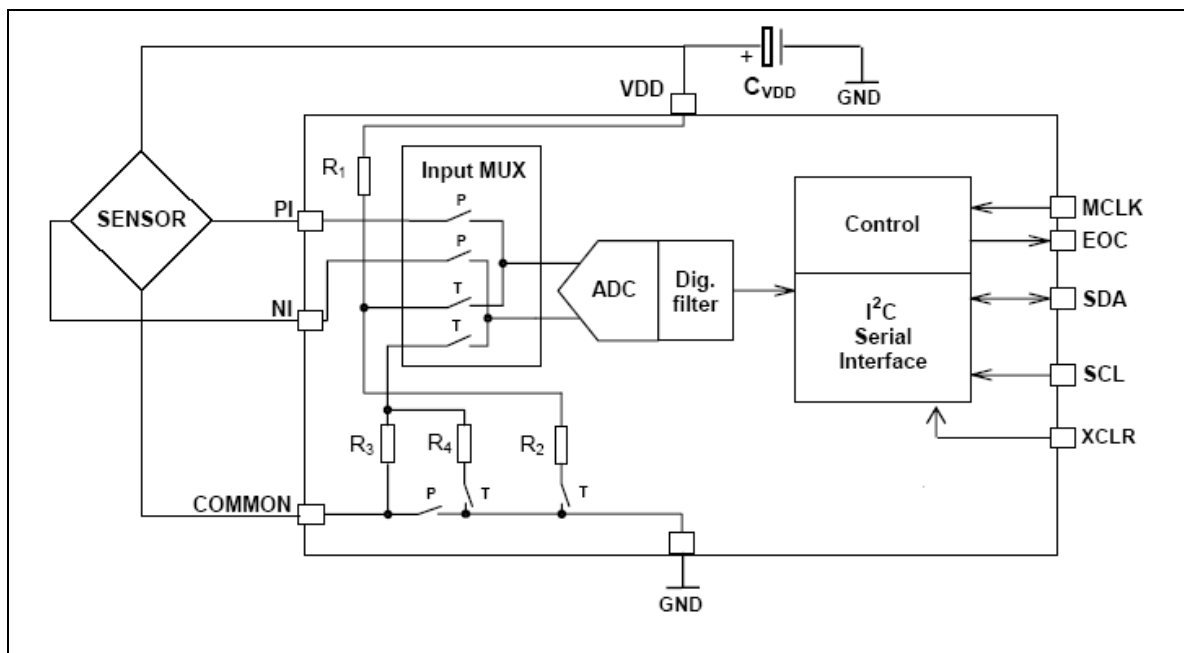 VDD
+
CVDD
GND
R1
Input MUX
P
PI
SENSOR
P
NI
T
T
ADC
Dig.
filter
Control
I2C
Serial
Interface
MCLK
EOC
SDA
SCL
XCLR
R3
R4
R2
T
T
P
COMMON
GND